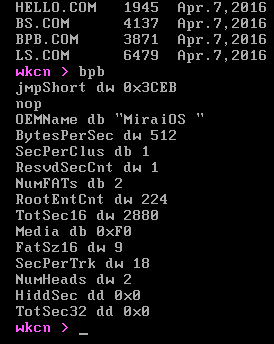 HELLO.COM 1945 Apr.7,2016
BS.COM 4137 Apr.7,2016
BPB.COM 3871 Apr.7,2016
LS.COM 6479 Apr.7,2016
wkcn > bpb
jmpShort dw 0x3CEB
nop
OEMName db "MiraiOS "
BytesPerSec dw 512
SecPerClus db 1
ResvdSecCnt dw 1
NumFATs db 2
RootEntCnt dw 224
TotSec16 dw 2880
Media db 0xF0
FatSz16 dw 9
SecPerTrk dw 18
NumHeads dw 2
HiddSec dd 0x0
TotSec32 dd 0x0
wkcn > _